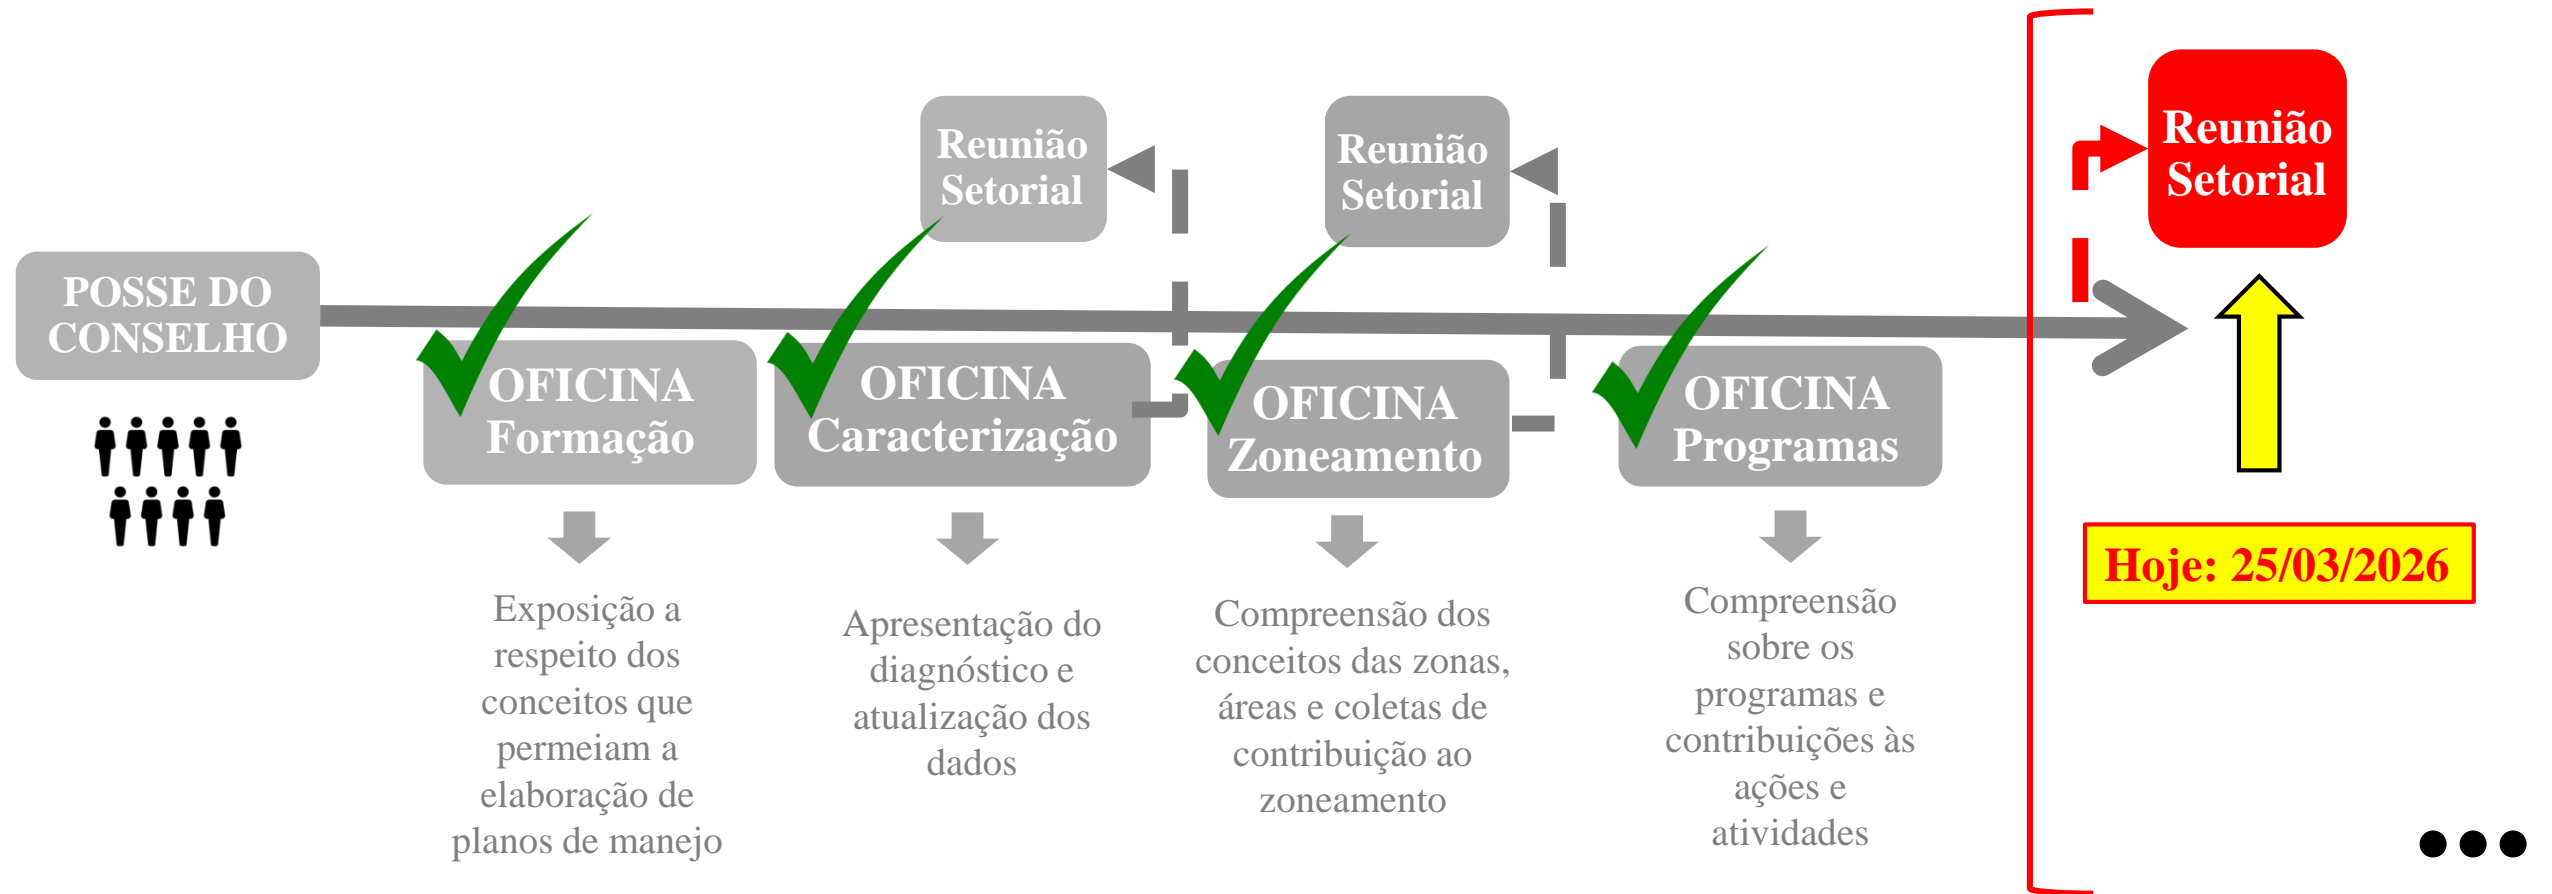 POSSE DO
CONSELHO
OFICINA
Formação
Exposição a
respeito dos
conceitos que
permeiam a
elaboração de
planos de manejo
OFICINA
Caracterização
Apresentação do
diagnóstico e
atualização dos
dados
Reunião
Setorial
OFICINA
Zoneamento
Compreensão dos
conceitos das zonas,
áreas e coletas de
contribuição ao
zoneamento
Reunião
Setorial
OFICINA
Programas
Compreensão
sobre os
programas e
contribuições às
ações e
atividades
Reunião
Setorial
Hoje: 25/03/2026
...